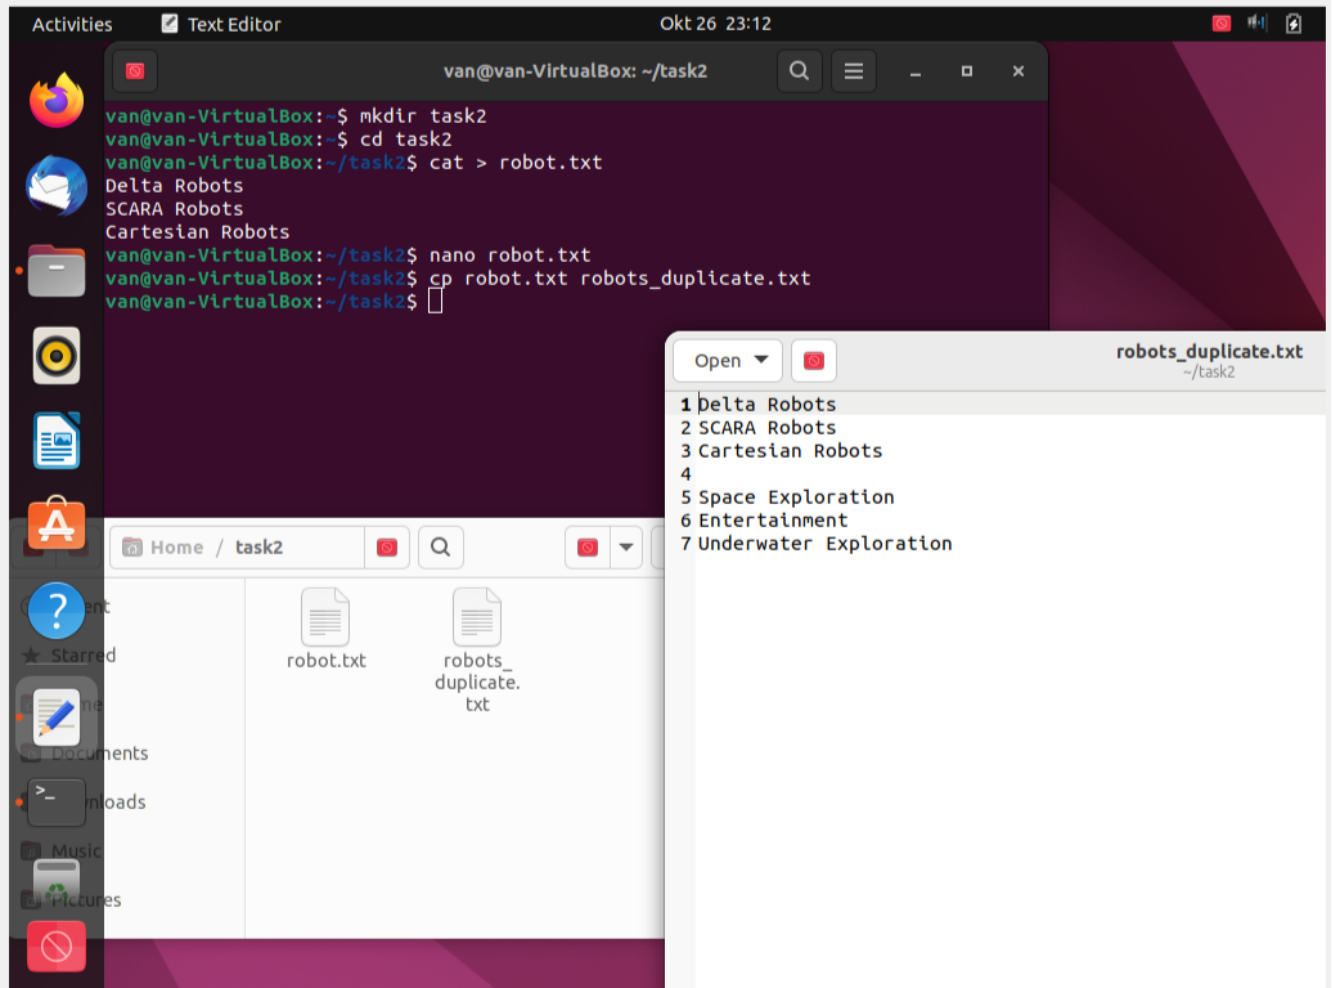 Activities
Text Editor
Okt 26 23:12
van@van-VirtualBox: ~/task2
van@van-VirtualBox:~$ mkdir task2
van@van-VirtualBox:~$ cd task2
van@van-VirtualBox:~/task2$ cat > robot.txt
Delta Robots
SCARA Robots
Cartesian Robots
van@van-VirtualBox:~/task2$ nano robot.txt
van@van-VirtualBox:~/task2$ cp robot.txt robots_duplicate.txt
van@van-VirtualBox:~/task2$
Open
robots_duplicate.txt
~/task2
1 Delta Robots
2 SCARA Robots
3 Cartesian Robots
4
5 Space Exploration
6 Entertainment
7 Underwater Exploration
Home / task2
Starred
Music
robot.txt
robots_
duplicate.
txt